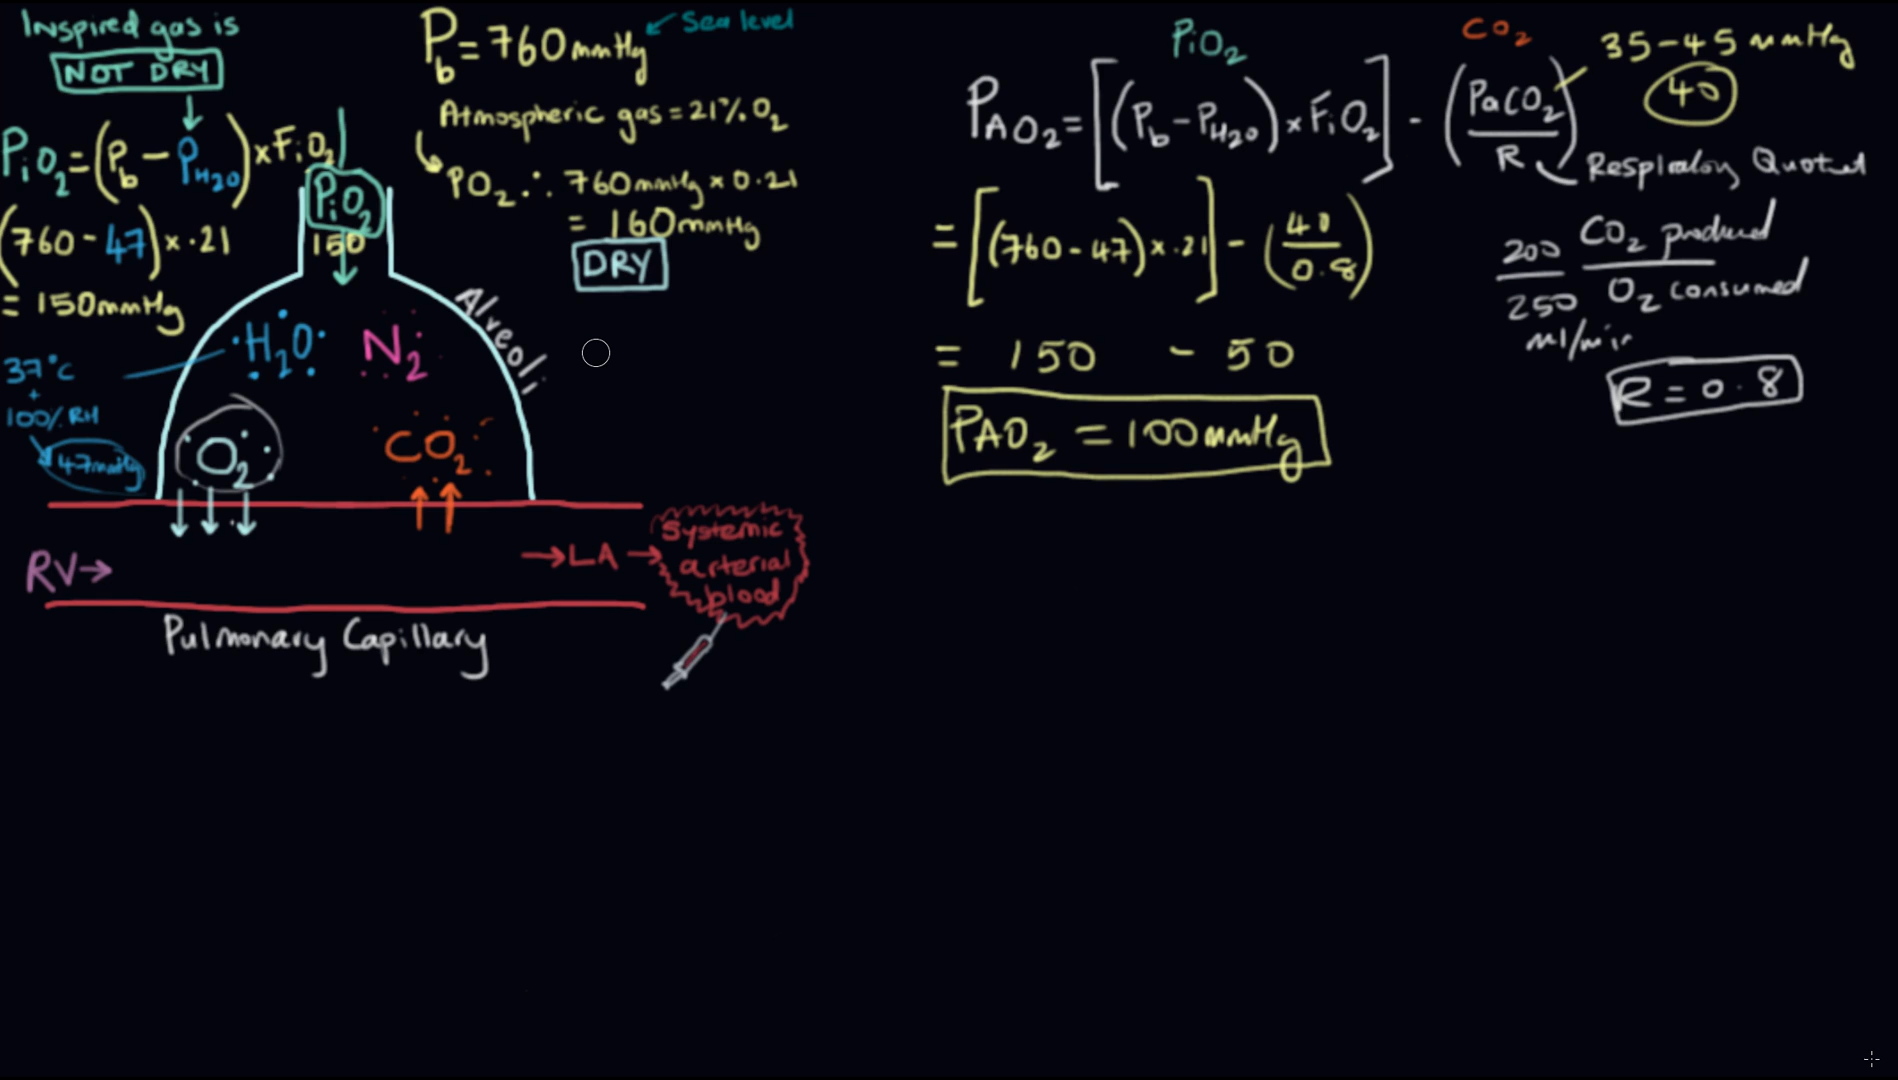 Inspired gas is
NOT DRY
PiO2 = (Pb - PH2O) x FiO2
(760 - 47) x .21
= 150mmHg
37°C
+
100% RH
47mmHg
PiO2
150
H2O
N2
O2
CO2
Alveoli
RV→
→LA→
Systemic
arterial
blood
Pulmonary Capillary
Pb = 760mmHg
Sea level
Atmospheric gas = 21% O2
PO2 ∴ 760mmHg x 0.21
= 160mmHg
DRY
PiO2
CO2
35-45 mmHg
40
PAO2 = [(Pb - PH2O) x FiO2] - (PaCO2/R)
Respiratory Quotient
= [(760 - 47) x .21] - (40/0.8)
200 CO2 produced
250 O2 consumed
ml/min
= 150 - 50
R = 0.8
PAO2 = 100mmHg